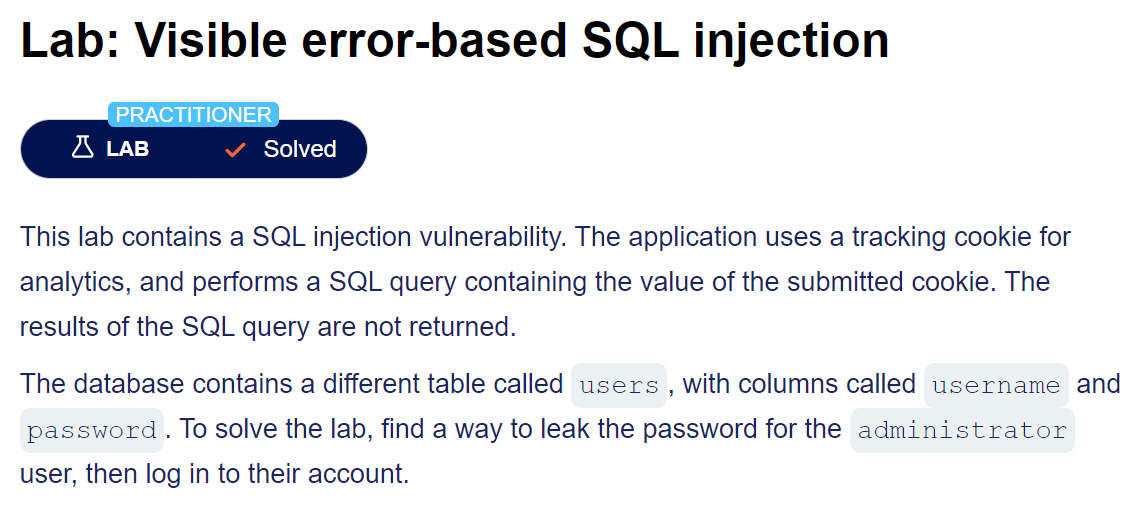 Lab: Visible error-based SQL injection
PRACTITIONER
LAB Solved
This lab contains a SQL injection vulnerability. The application uses a tracking cookie for
analytics, and performs a SQL query containing the value of the submitted cookie. The
results of the SQL query are not returned.
The database contains a different table called users, with columns called username and
password. To solve the lab, find a way to leak the password for the administrator
user, then log in to their account.